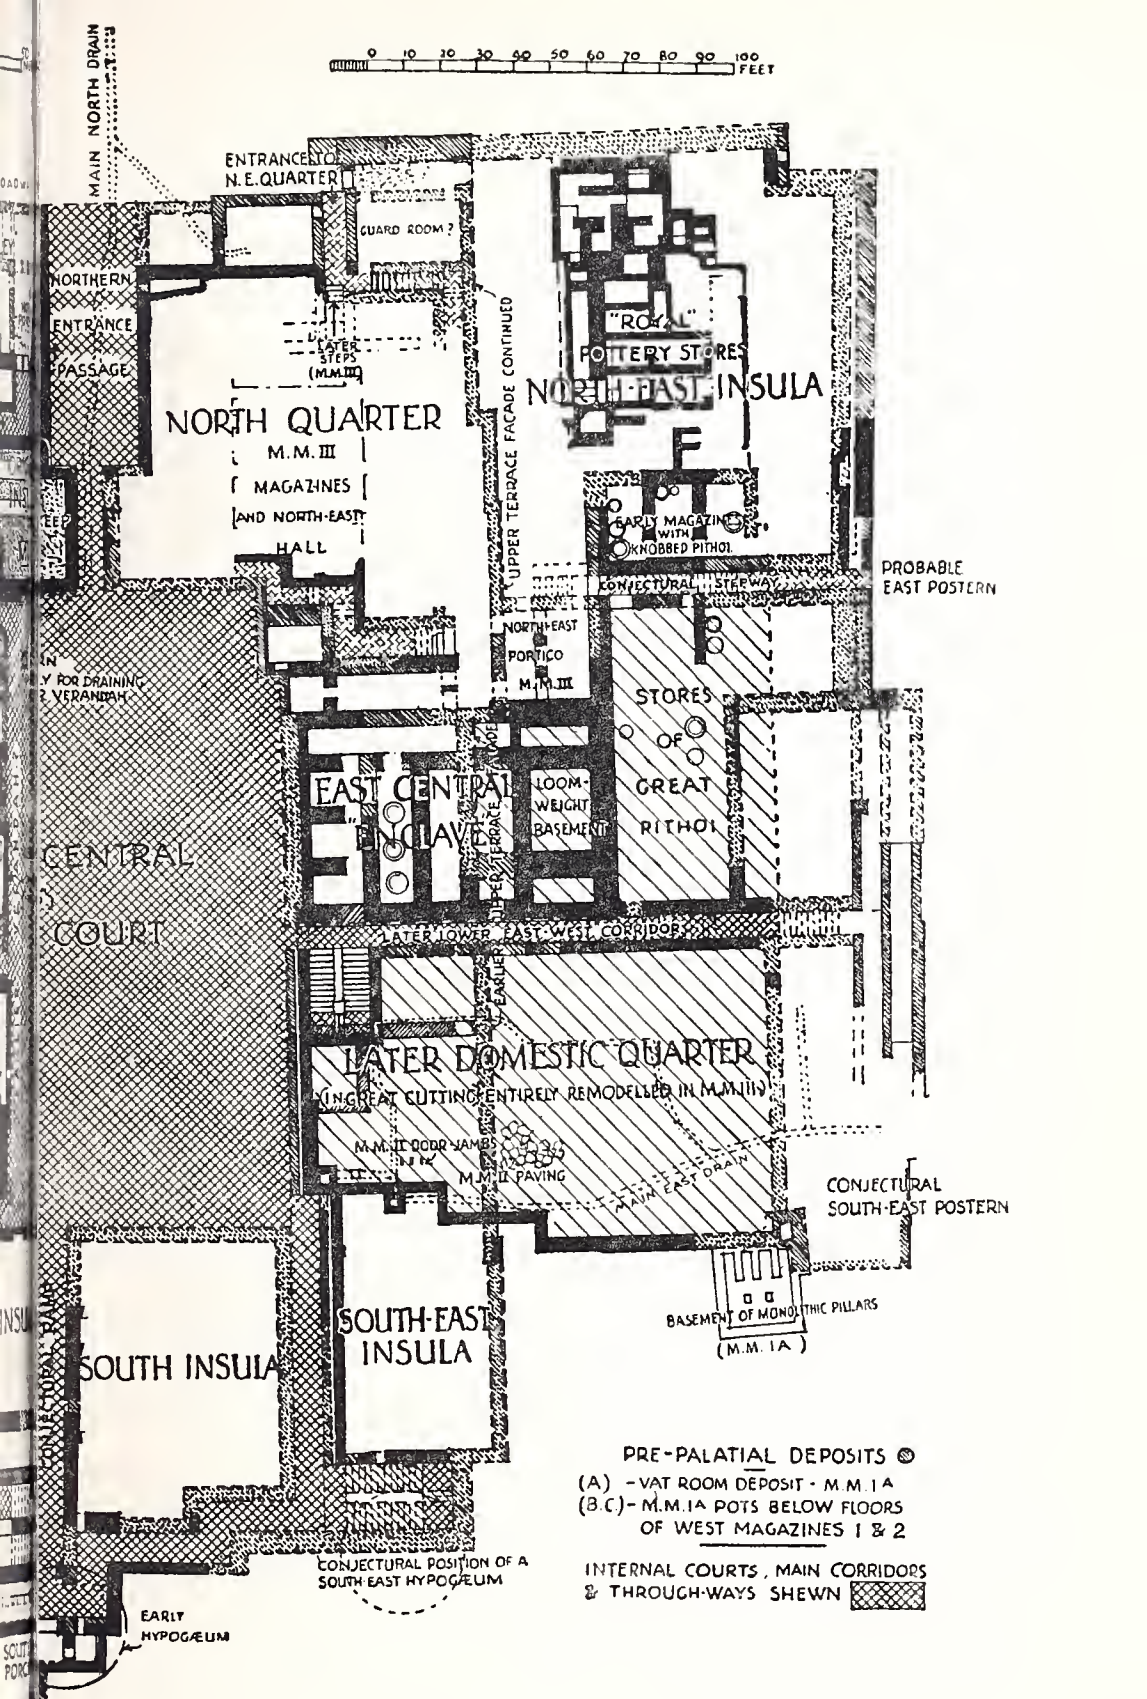 0 10 20 30 40 50 60 70 80 90 100
FEET
MAIN NORTH DRAIN
ENTRANCE TO
N.E. QUARTER
GUARD ROOM?
NORTHERN
ENTRANCE
PASSAGE
LATER
STEPS
(M.M.III)
NORTH QUARTER
M.M.III
MAGAZINES
AND NORTH-EAST
HALL
UPPER TERRACE FAÇADE CONTINUED
"ROYAL"
POTTERY STORES
NORTH-EAST INSULA
EARLY MAGAZINES
WITH
KNOBBED PITHOI.
CONJECTURAL STEPWAY
PROBABLE
EAST POSTERN
Y FOR DRAINING
VERANDAH
NORTH-EAST
PORTICO
M.M.III
STORES
OF
GREAT
PITHOI
EAST CENTRAL
"ENCLAVE"
LOOM-
WEIGHT
BASEMENT
EARLIER UPPER TERRACE FACADE
CENTRAL
COURT
LATER LOWER EAST-WEST CORRIDOR
LATER DOMESTIC QUARTER
(IN GREAT CUTTING ENTIRELY REMODELLED IN M.M.III)
M.M.II DOOR-JAMBS
M.M.II PAVING
MAIN EAST DRAIN
CONJECTURAL
SOUTH-EAST POSTERN
BASEMENT OF MONOLITHIC PILLARS
(M.M. IA)
SOUTH-EAST
INSULA
SOUTH INSULA
CONJECTURAL RAMP
CONJECTURAL POSITION OF A
SOUTH-EAST HYPOGÆUM
EARLY
HYPOGÆUM
PRE-PALATIAL DEPOSITS
(A) - VAT ROOM DEPOSIT - M.M.IA
(B.C.) - M.M.IA POTS BELOW FLOORS
OF WEST MAGAZINES 1 & 2
INTERNAL COURTS, MAIN CORRIDORS
& THROUGH-WAYS SHEWN